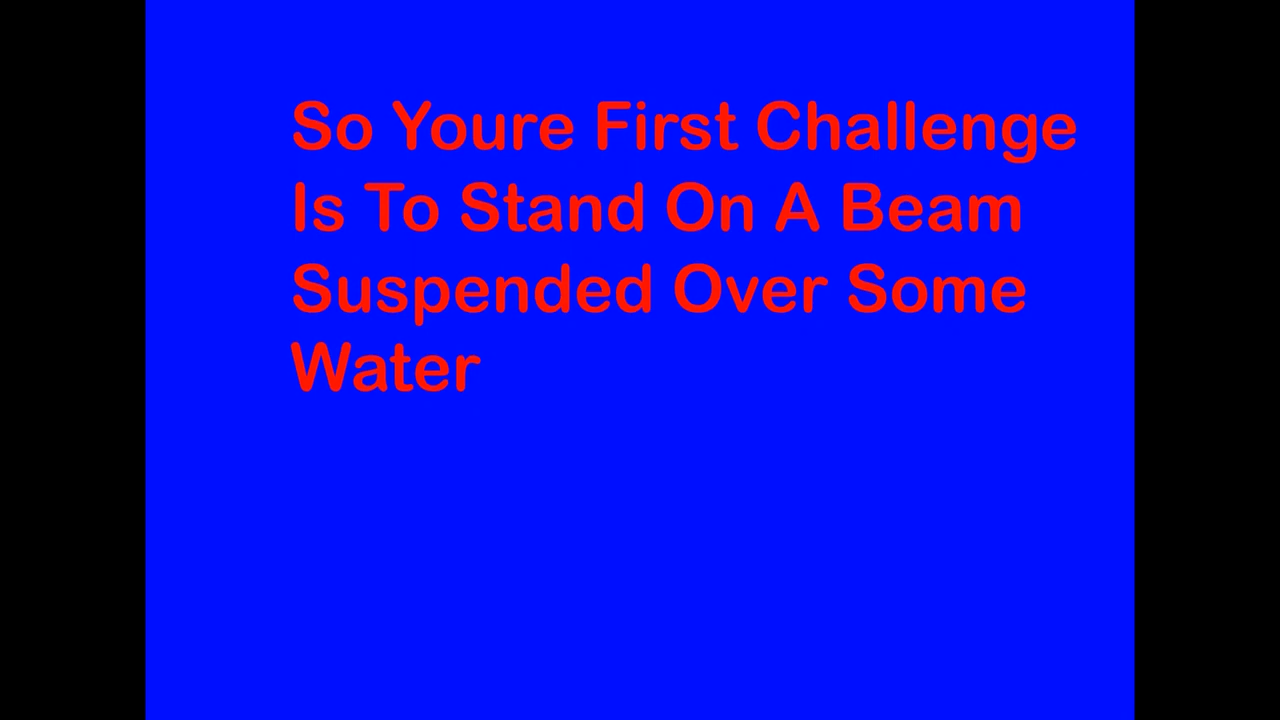 So Youre First Challenge
Is To Stand On A Beam
Suspended Over Some
Water